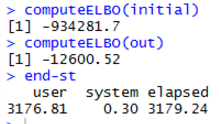 > computeELBO(initial)
[1] -934281.7
> computeELBO(out)
[1] -12600.52
> end-st
user system elapsed
3176.81 0.30 3179.24